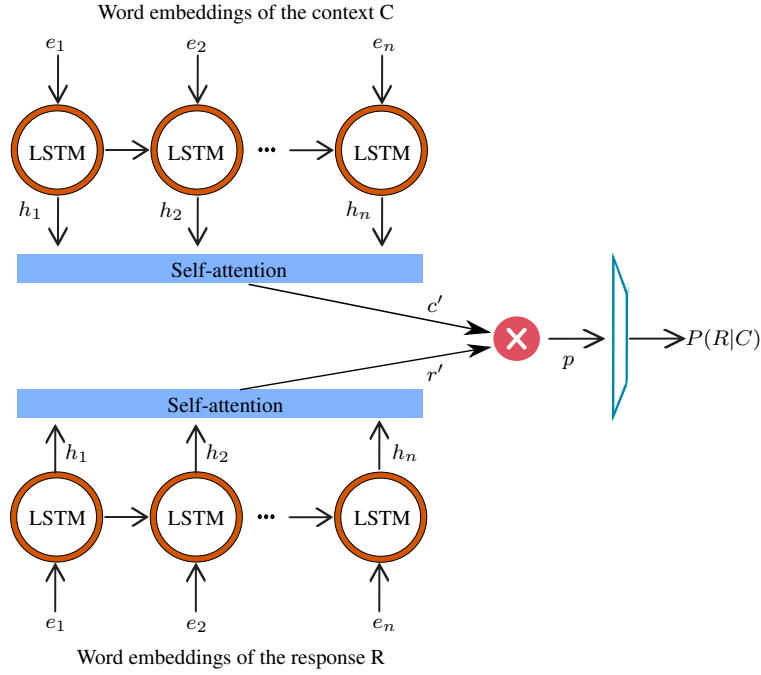 Word embeddings of the context C
e₁ e₂ eₙ
LSTM LSTM ... LSTM
h₁ h₂ hₙ
Self-attention
c′
p P(R|C)
r′
Self-attention
h₁ h₂ hₙ
LSTM LSTM ... LSTM
e₁ e₂ eₙ
Word embeddings of the response R